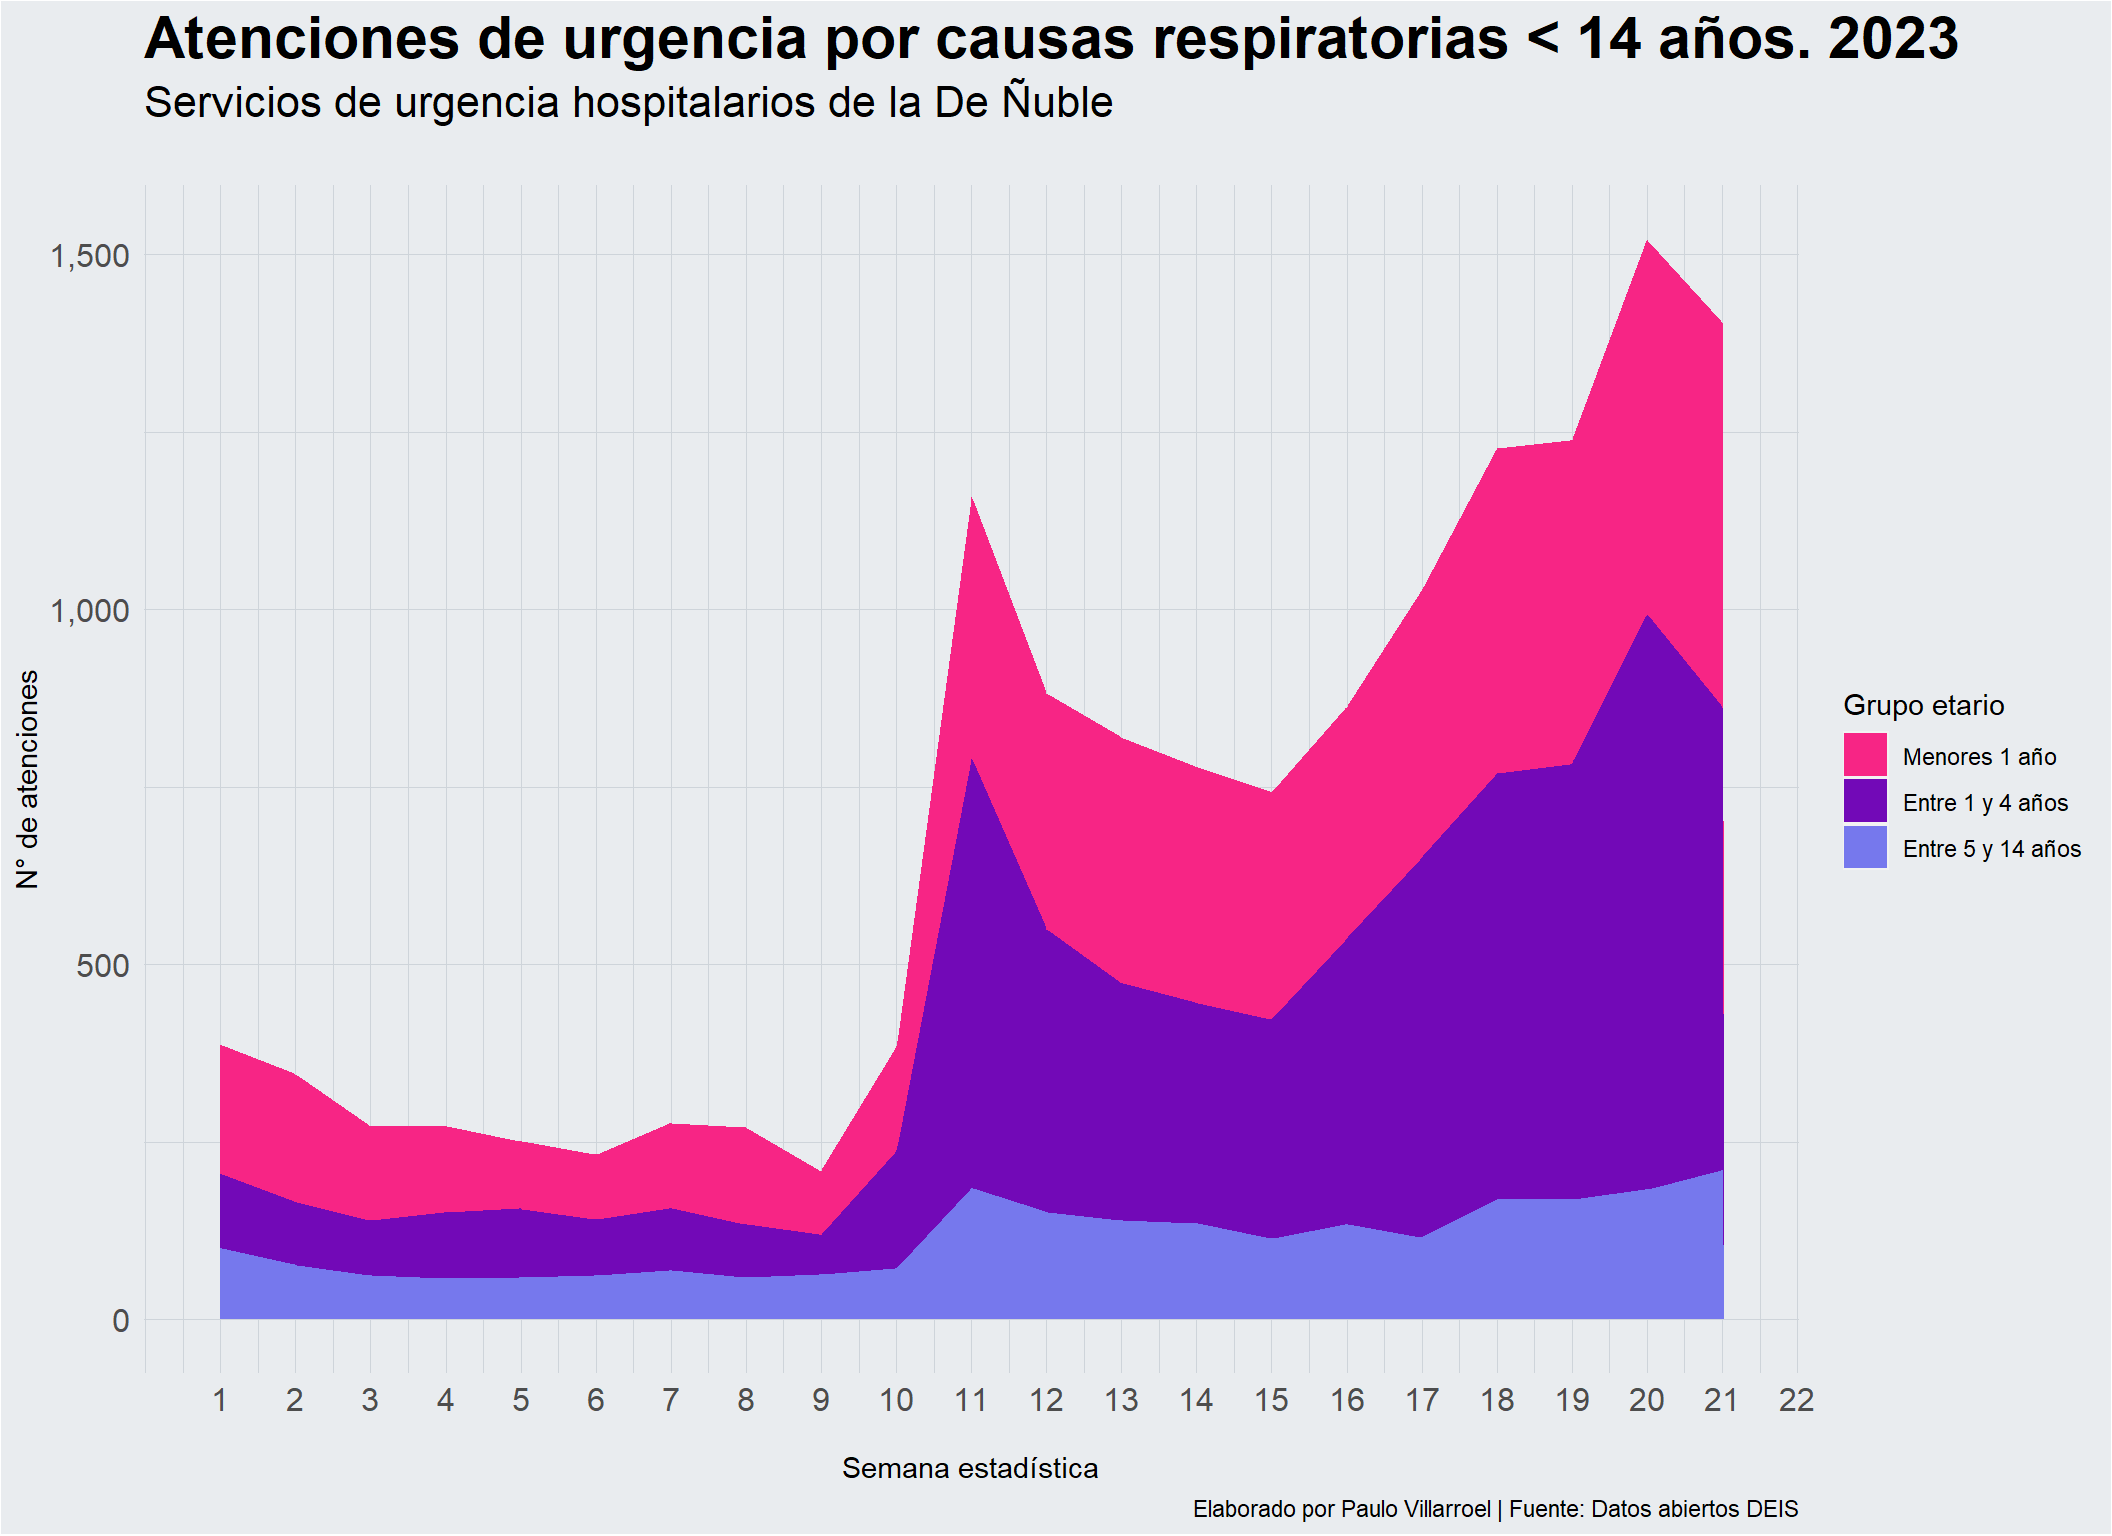 Atenciones de urgencia por causas respiratorias < 14 años. 2023
Servicios de urgencia hospitalarios de la De Ñuble
1,500
1,000
500
0
N° de atenciones
1 2 3 4 5 6 7 8 9 10 11 12 13 14 15 16 17 18 19 20 21 22
Semana estadística
Grupo etario
Menores 1 año
Entre 1 y 4 años
Entre 5 y 14 años
Elaborado por Paulo Villarroel | Fuente: Datos abiertos DEIS